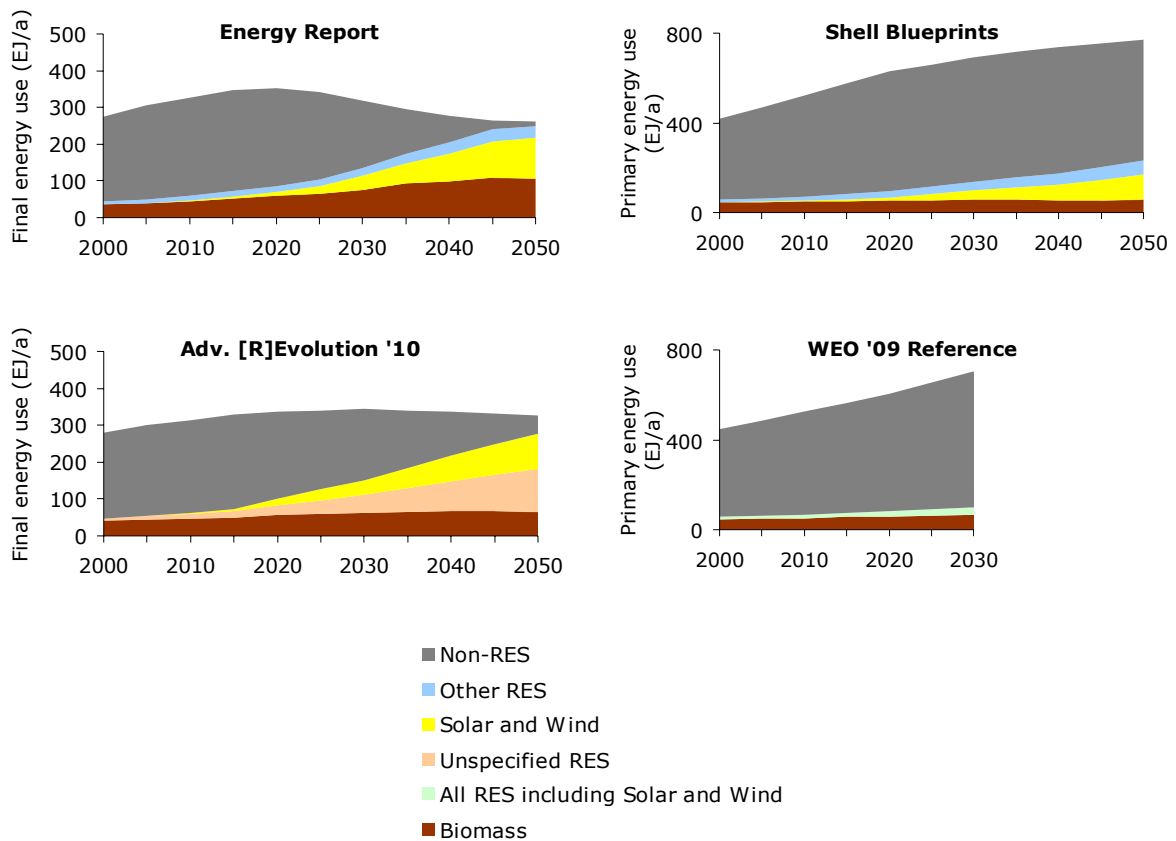 Energy Report
Final energy use (EJ/a)
500
400
300
200
100
0
2000 2010 2020 2030 2040 2050
Shell Blueprints
Primary energy use
(EJ/a)
800
400
0
2000 2010 2020 2030 2040 2050
Adv. [R]Evolution '10
Final energy use (EJ/a)
500
400
300
200
100
0
2000 2010 2020 2030 2040 2050
WEO '09 Reference
Primary energy use
(EJ/a)
800
400
0
2000 2010 2020 2030
Non-RES
Other RES
Solar and Wind
Unspecified RES
All RES including Solar and Wind
Biomass